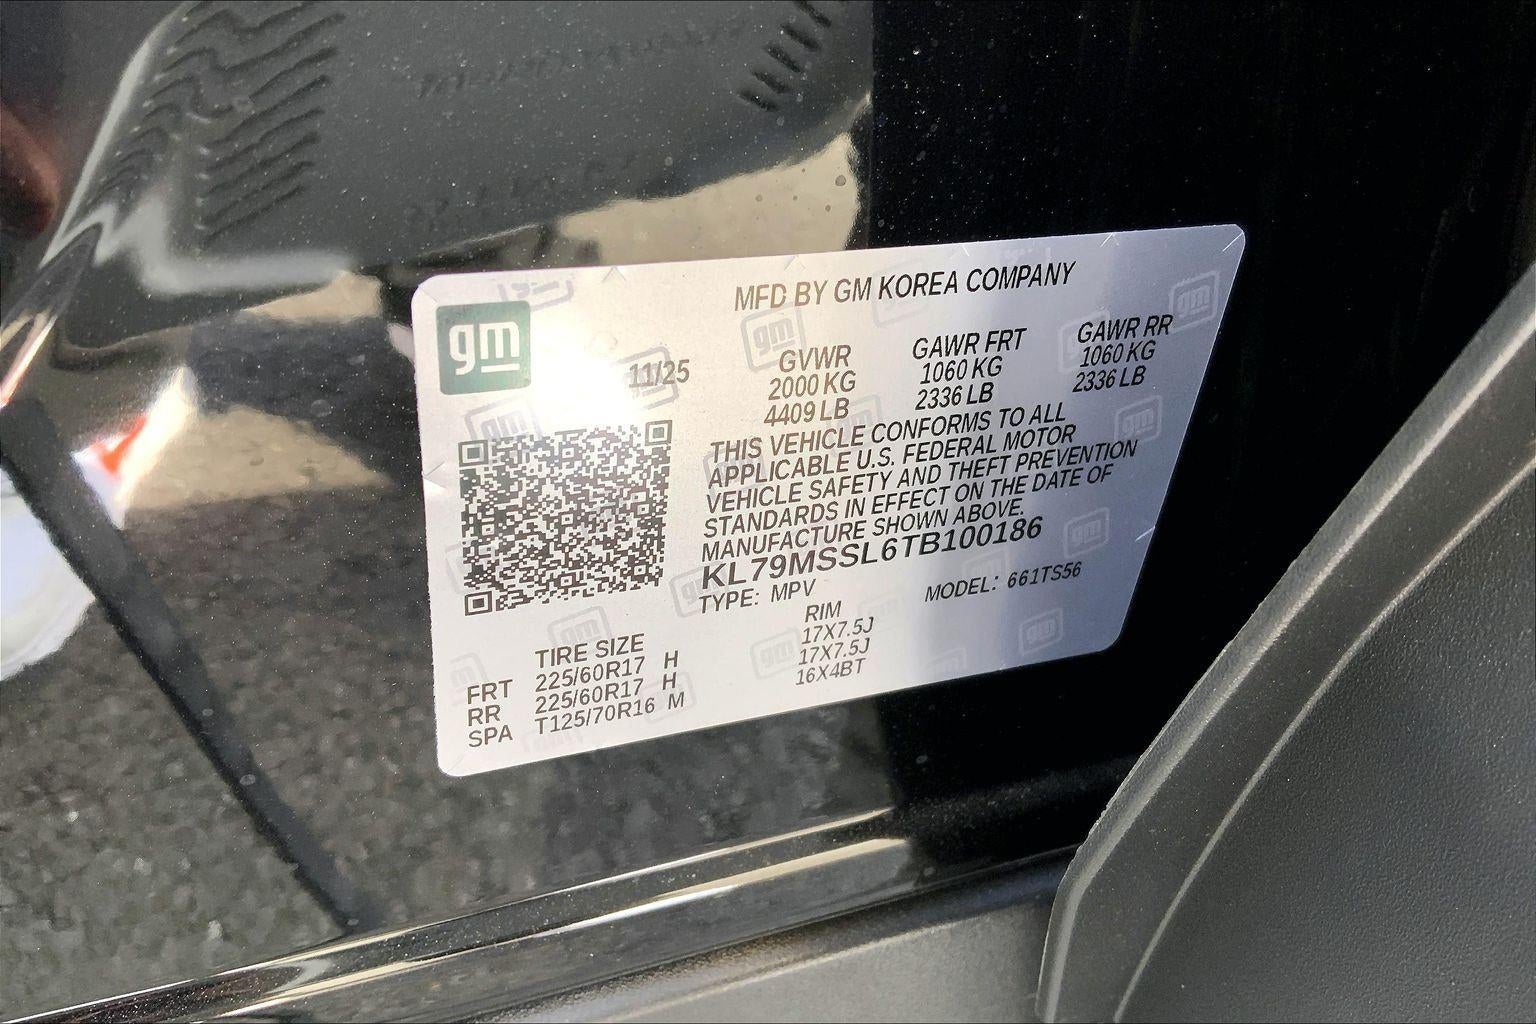 MFD BY GM KOREA COMPANY
gm
11/25
GVWR GAWR FRT GAWR RR
2000 KG 1060 KG 1060 KG
4409 LB 2336 LB 2336 LB
THIS VEHICLE CONFORMS TO ALL
APPLICABLE U.S. FEDERAL MOTOR
VEHICLE SAFETY AND THEFT PREVENTION
STANDARDS IN EFFECT ON THE DATE OF
MANUFACTURE SHOWN ABOVE.
KL79MSSL6TB100186
TYPE: MPV MODEL: 661TS56
TIRE SIZE RIM
FRT 225/60R17 H 17X7.5J
RR 225/60R17 H 17X7.5J
SPA T125/70R16 M 16X4BT